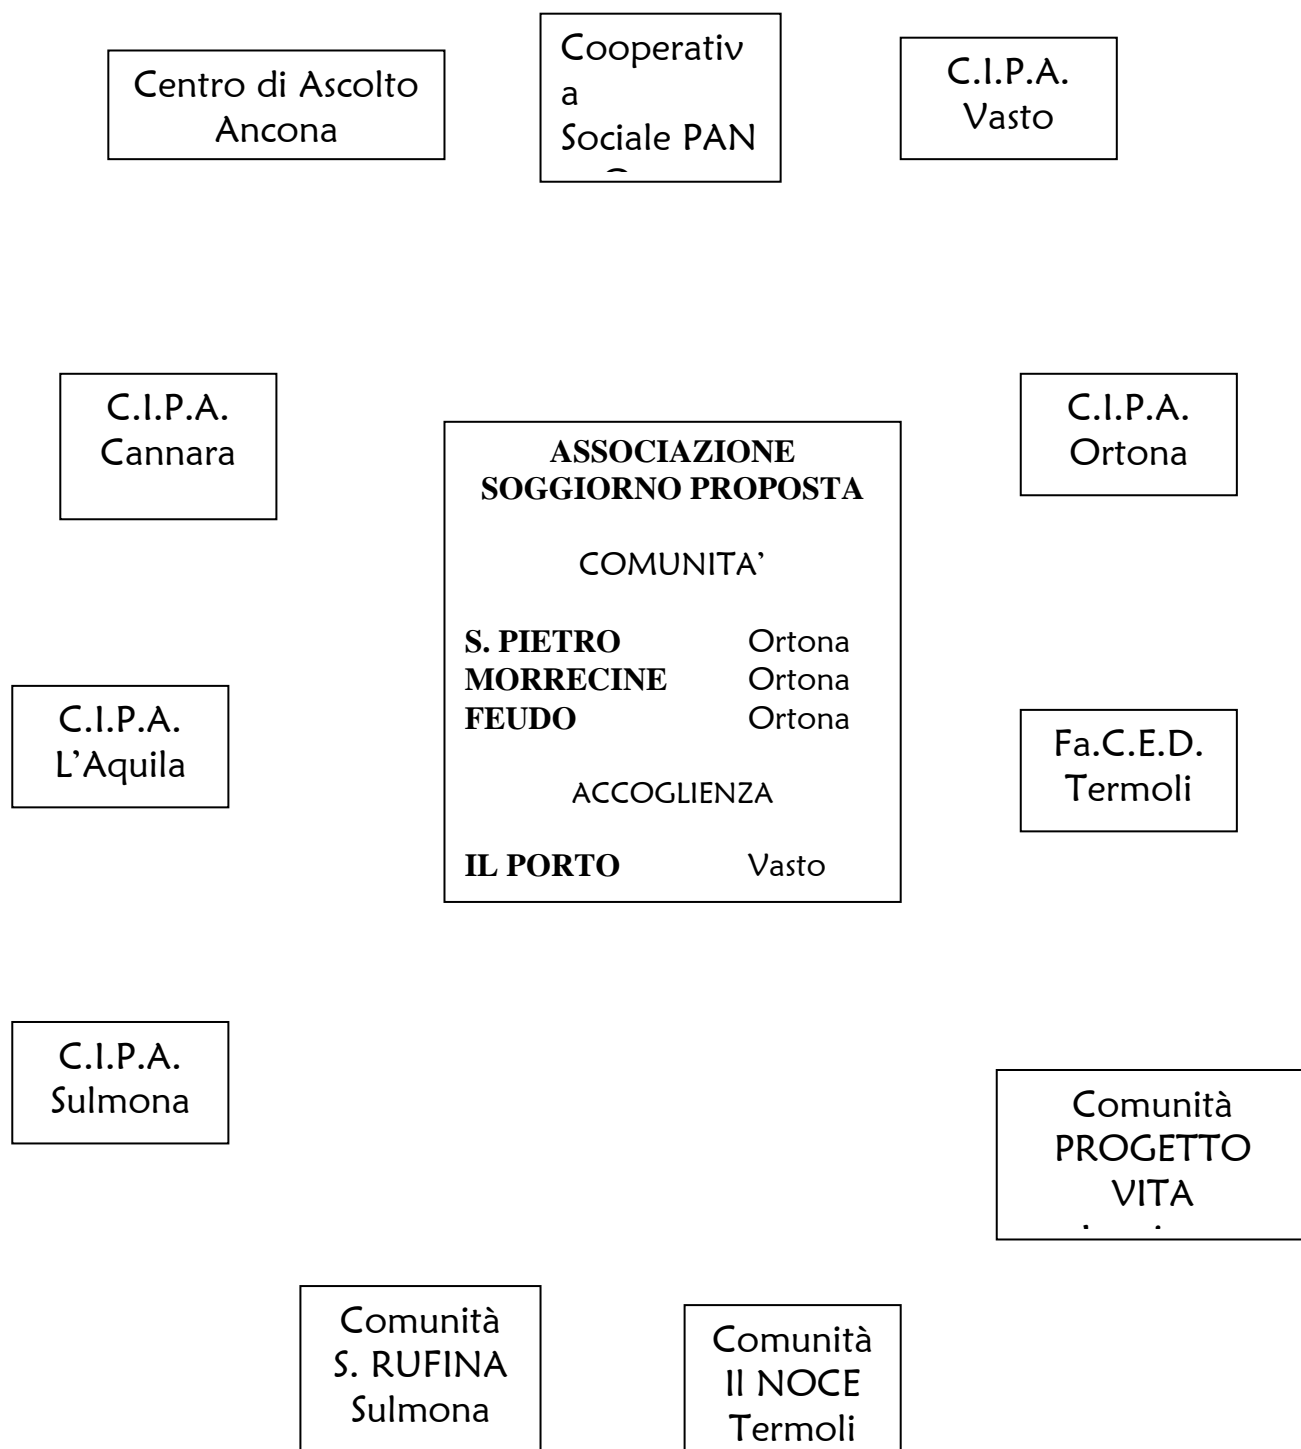 Centro di Ascolto
Ancona
Cooperativ
a
Sociale PAN
C.I.P.A.
Vasto
C.I.P.A.
Cannara
C.I.P.A.
Ortona
ASSOCIAZIONE
SOGGIORNO PROPOSTA
COMUNITA’
S. PIETRO Ortona
MORRECINE Ortona
FEUDO Ortona
ACCOGLIENZA
IL PORTO Vasto
C.I.P.A.
L’Aquila
Fa.C.E.D.
Termoli
C.I.P.A.
Sulmona
Comunità
PROGETTO
VITA
Comunità
S. RUFINA
Sulmona
Comunità
Il NOCE
Termoli